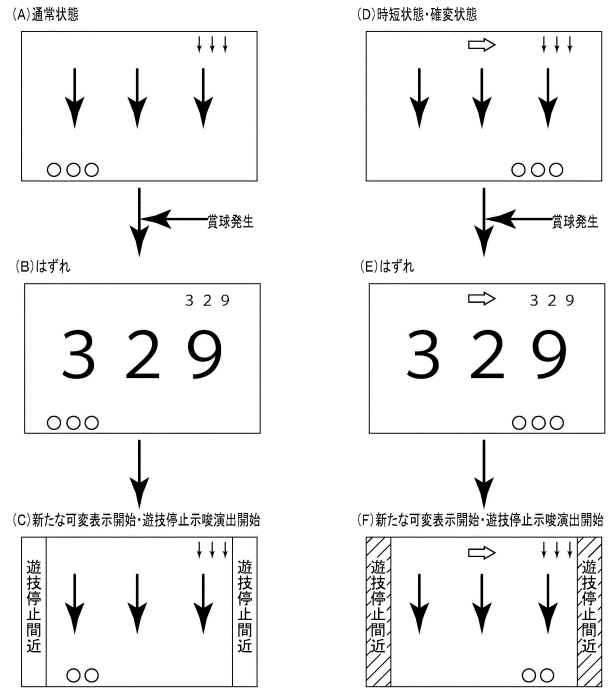 (A)通常状態
(D)時短状態・確変状態
賞球発生
賞球発生
(B)はずれ
(E)はずれ
3 2 9
3 2 9
3 2 9
3 2 9
(C)新たな可変表示開始・遊技停止示唆演出開始
(F)新たな可変表示開始・遊技停止示唆演出開始
遊技停止間近
遊技停止間近
遊技停止間近
遊技停止間近